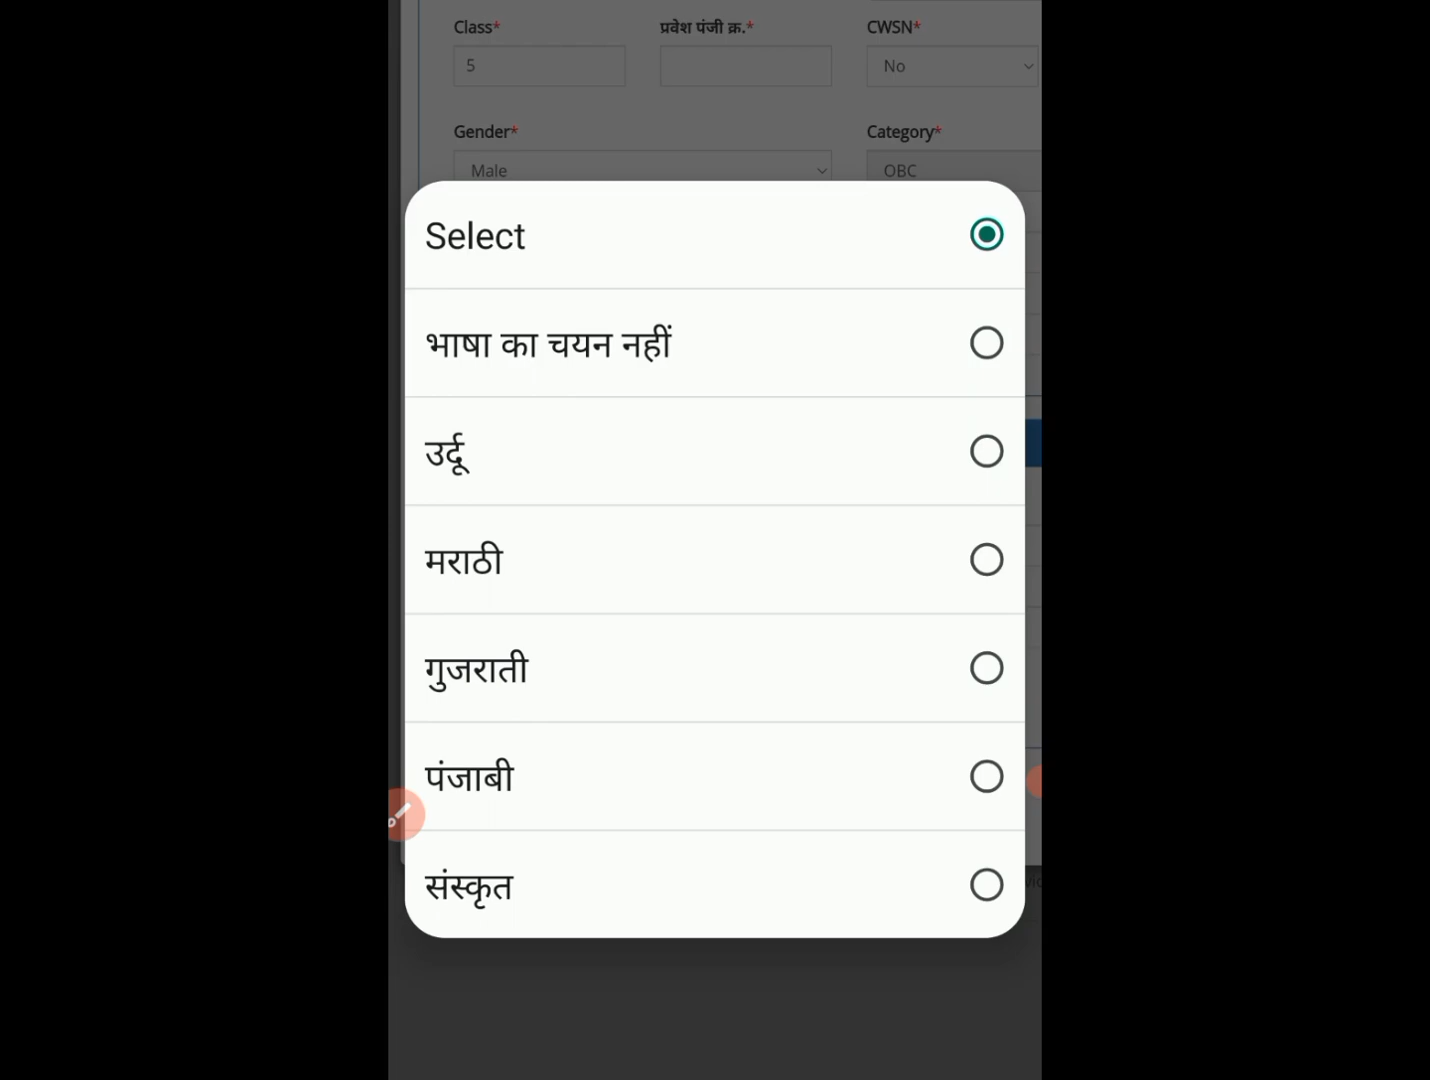 Class* प्रवेश पंजी क्र.* CWSN*
5 No
Gender* Category*
Male OBC
Select
भाषा का चयन नहीं
उर्दू
मराठी
गुजराती
पंजाबी
संस्कृत